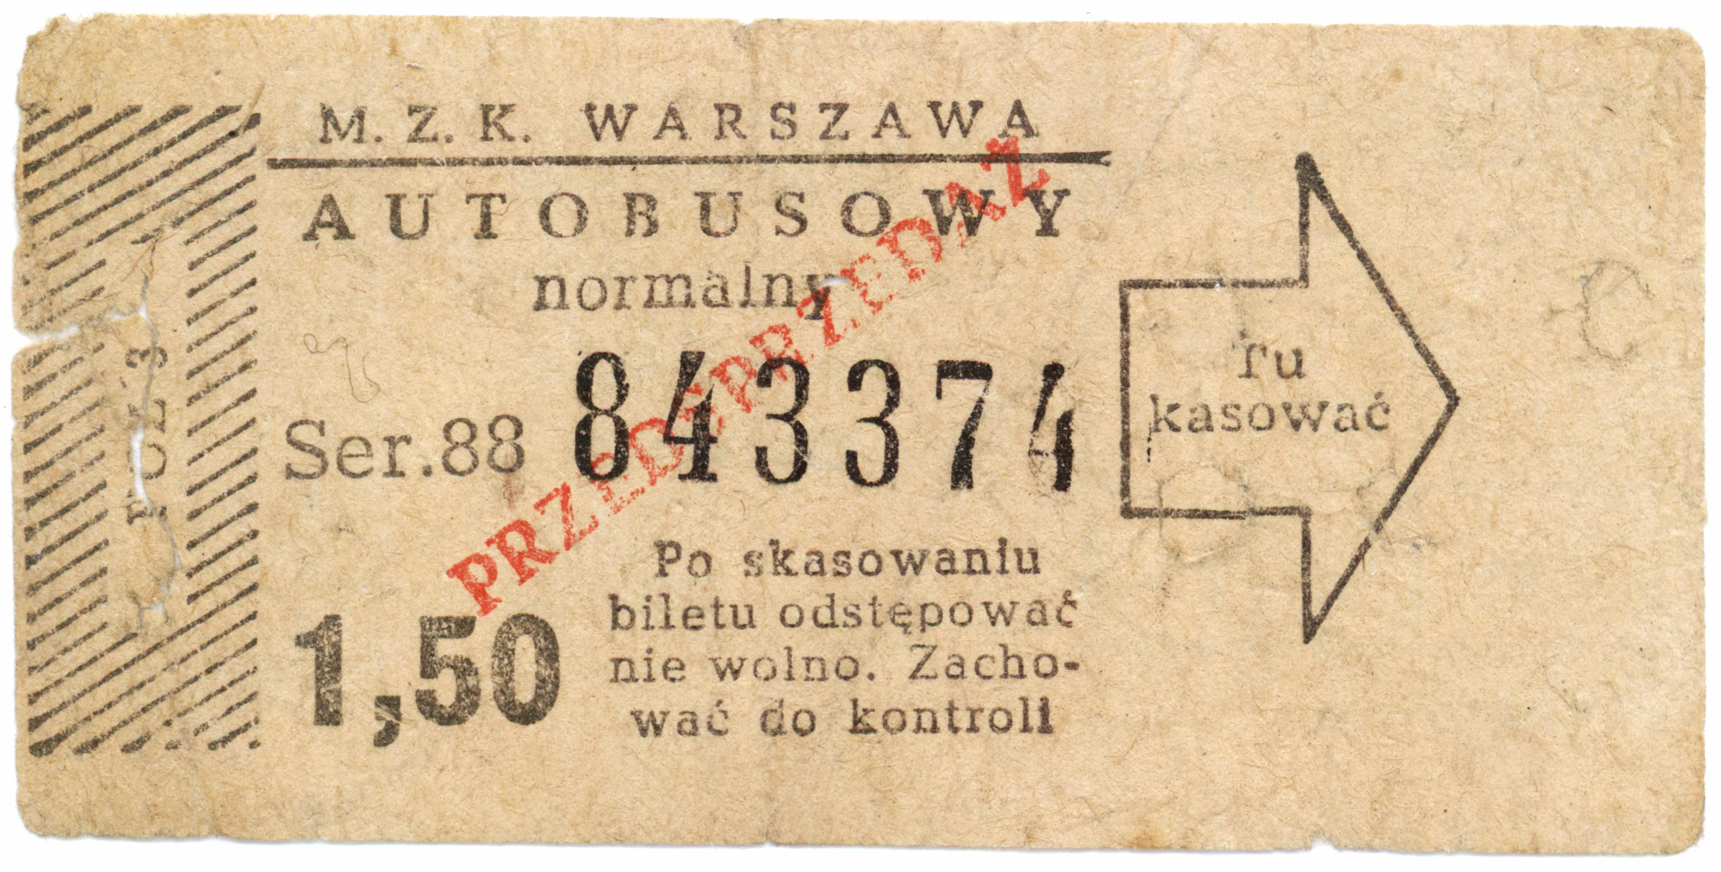 M. Z. K. WARSZAWA
AUTOBUSOWY
normalny
Ser.88 843374
PRZEDSPRZEDAŻ
1,50
Po skasowaniu
biletu odstępować
nie wolno. Zacho-
wać do kontroli
Tu
kasować